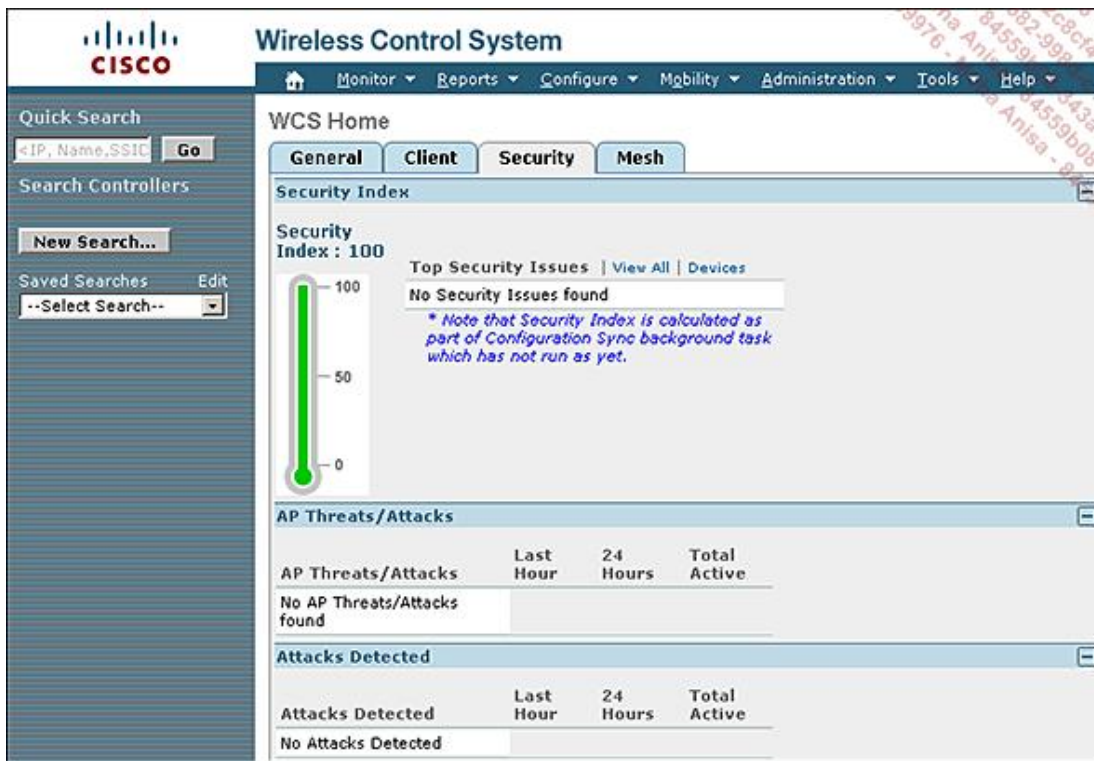 CISCO
Wireless Control System
Monitor Reports Configure Mobility Administration Tools Help
Quick Search
<IP, Name,SSIC Go
Search Controllers
New Search...
Saved Searches Edit
--Select Search--
WCS Home
General Client Security Mesh
Security Index
Security
Index : 100
100
50
0
Top Security Issues | View All | Devices
No Security Issues found
* Note that Security Index is calculated as
part of Configuration Sync background task
which has not run as yet.
AP Threats/Attacks
AP Threats/Attacks Last Hour 24 Hours Total Active
No AP Threats/Attacks
found
Attacks Detected
Attacks Detected Last Hour 24 Hours Total Active
No Attacks Detected